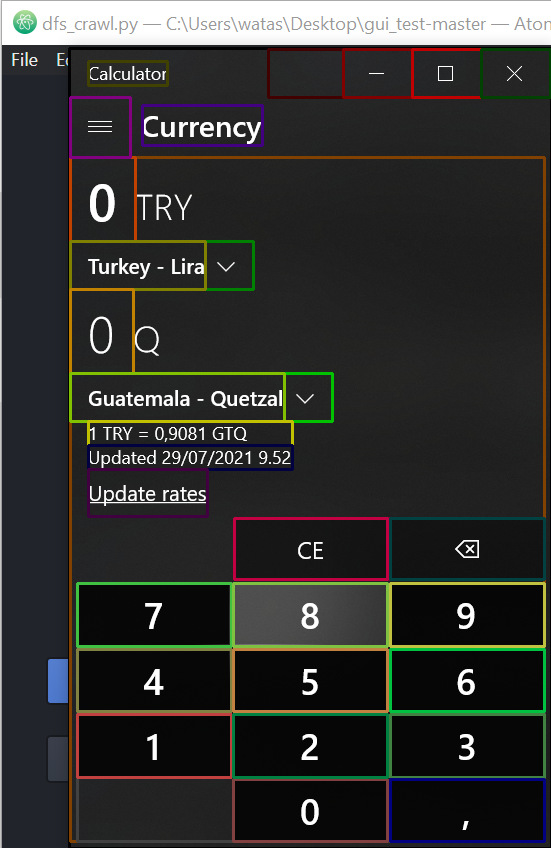 dfs_crawl.py — C:\Users\watas\Desktop\gui_test-master — Atom
File
Calculator
Currency
0 TRY
Turkey - Lira
0 Q
Guatemala - Quetzal
1 TRY = 0,9081 GTQ
Updated 29/07/2021 9.52
Update rates
CE
7 8 9
4 5 6
1 2 3
0 ,